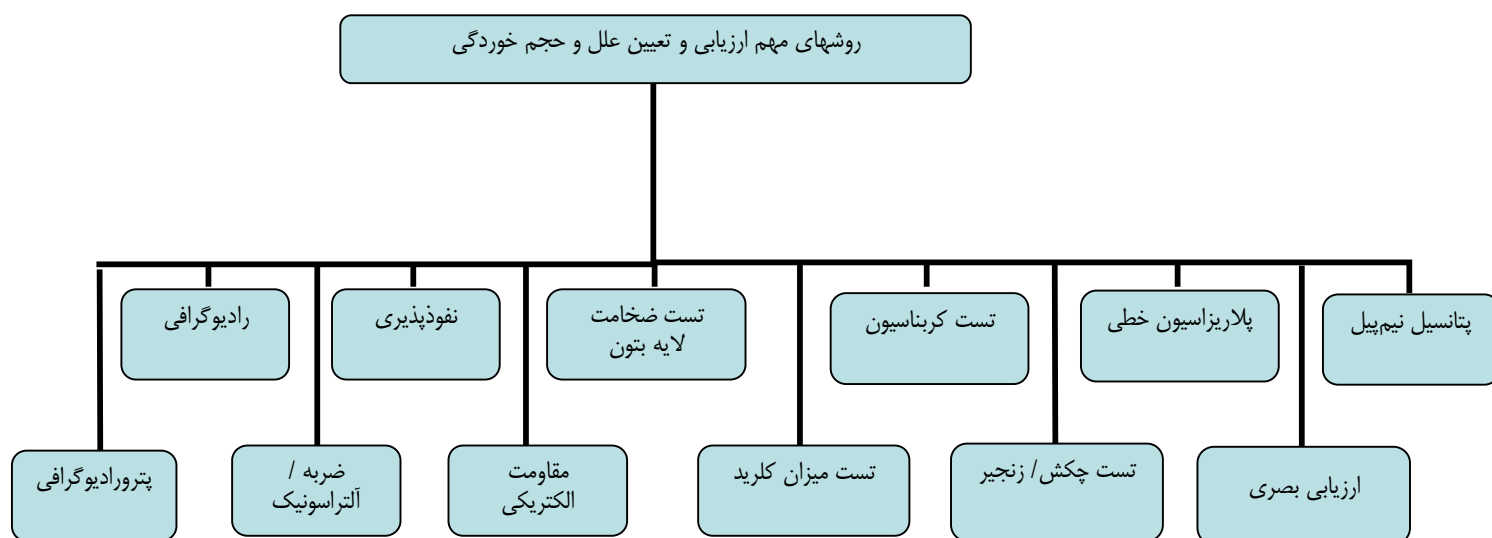 روشهای مهم ارزیابی و تعیین علل و حجم خوردگی
پتانسیل نیم‌پیل
پلاریزاسیون خطی
تست کربناسیون
تست ضخامت
لایه بتون
نفوذپذیری
رادیوگرافی
ارزیابی بصری
تست چکش/ زنجیر
تست میزان کلرید
مقاومت
الکتریکی
ضربه /
آلتراسونیک
پترورادیوگرافی